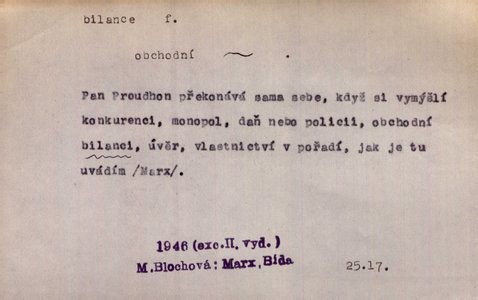 bilance f.
obchodní ~ .
Pan Proudhon překonává sama sebe, když si vymýšlí
konkurenci, monopol, daň nebo policii, obchodní
bilanci, úvěr, vlastnictví v pořadí, jak je tu
uvádím /Marx/.
1946 (exc.II. vyd.)
M.Blochová: Marx, Bída
25.17.